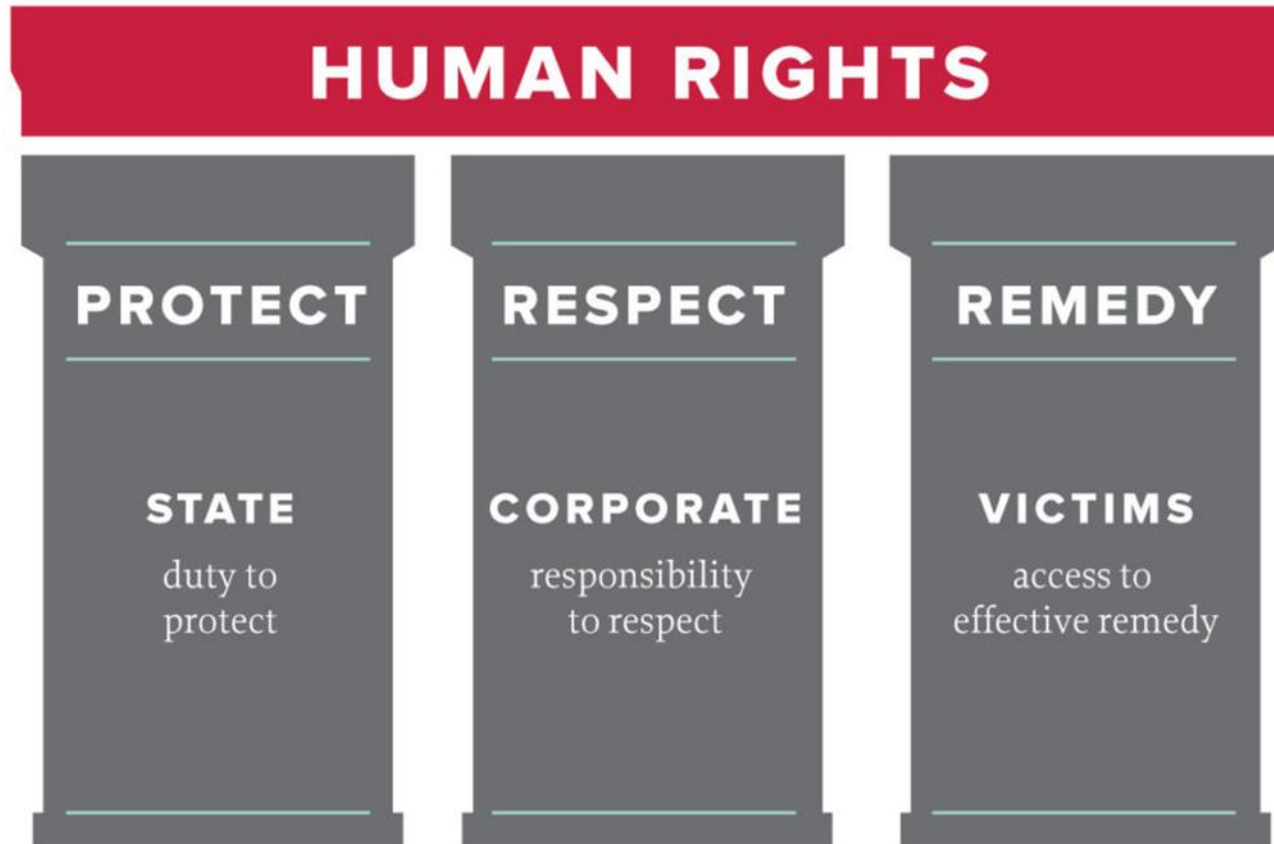 HUMAN RIGHTS
PROTECT
STATE
duty to
protect
RESPECT
CORPORATE
responsibility
to respect
REMEDY
VICTIMS
access to
effective remedy